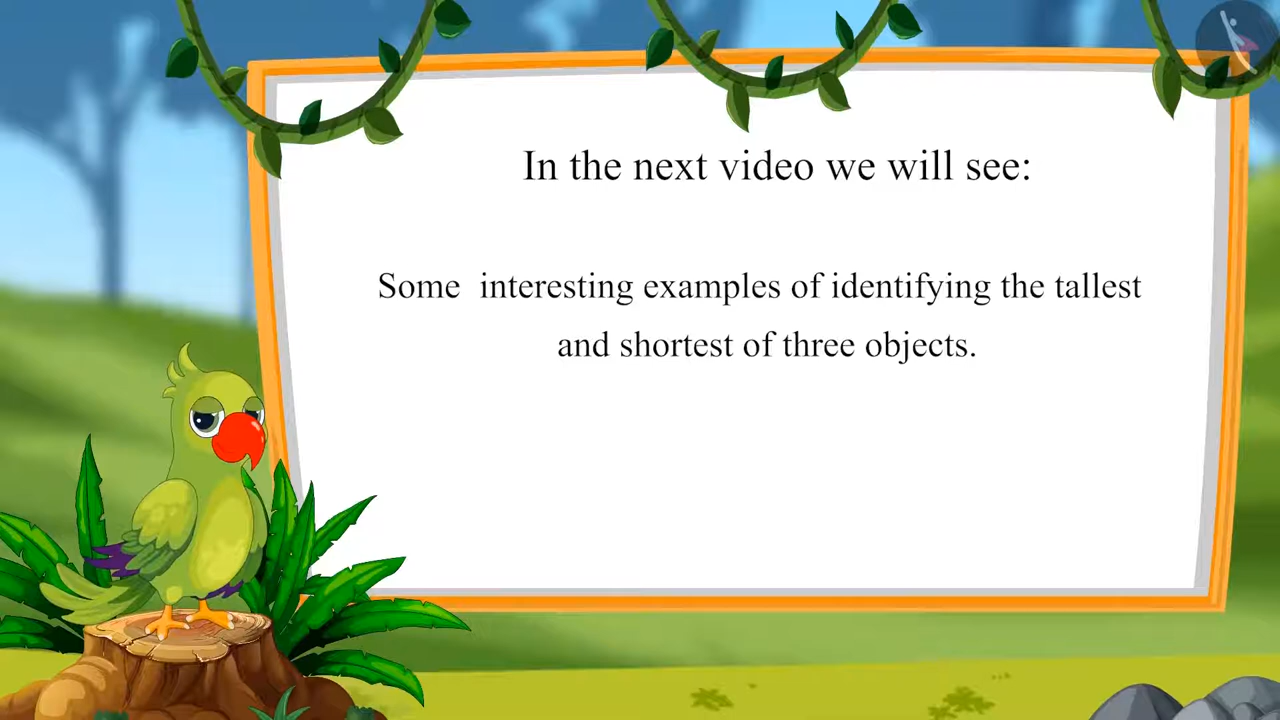 In the next video we will see:
Some interesting examples of identifying the tallest
and shortest of three objects.